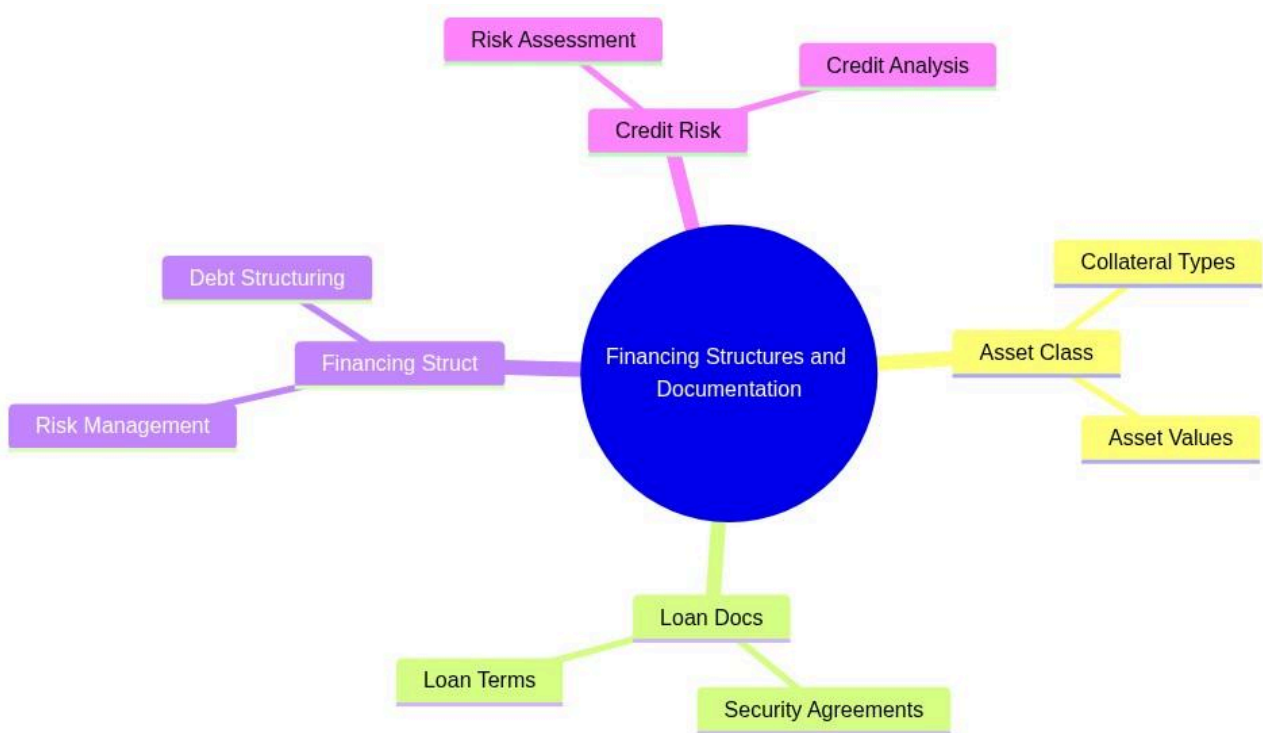 Risk Assessment
Credit Analysis
Credit Risk
Collateral Types
Debt Structuring
Asset Class
Financing Struct
Financing Structures and
Documentation
Risk Management
Asset Values
Loan Docs
Loan Terms
Security Agreements